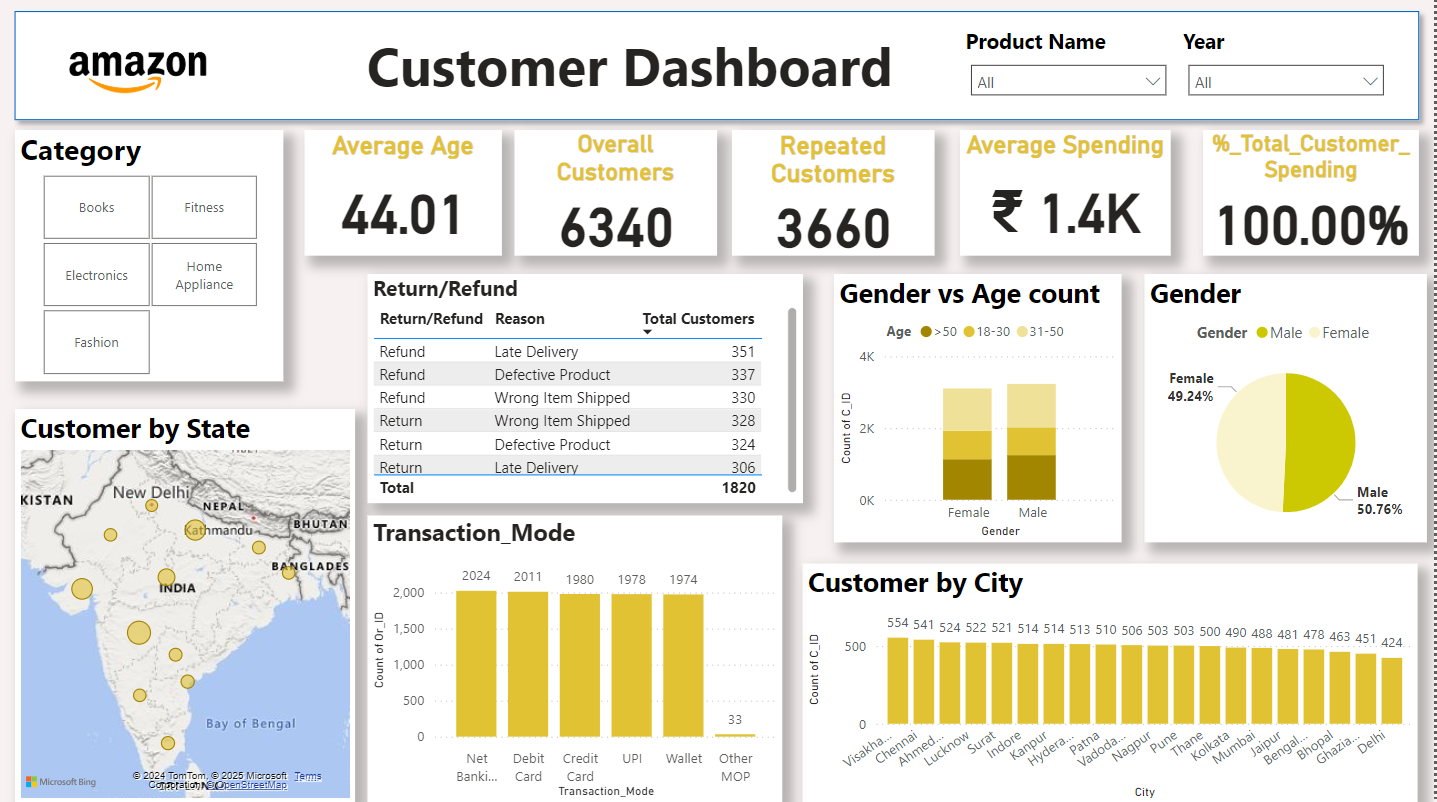 amazon
Customer Dashboard
Product Name
All
Year
All
Category
Books
Fitness
Electronics
Home
Appliance
Fashion
Average Age
44.01
Overall
Customers
6340
Repeated
Customers
3660
Average Spending
₹ 1.4K
%_Total_Customer_
Spending
100.00%
Return/Refund
Return/Refund Reason Total Customers
Refund Late Delivery 351
Refund Defective Product 337
Refund Wrong Item Shipped 330
Return Wrong Item Shipped 328
Return Defective Product 324
Return Late Delivery 306
Total 1820
Gender vs Age count
Age >50 18-30 31-50
Count of C_ID
4K
2K
0K
Female Male
Gender
Gender
Gender Male Female
Female
49.24%
Male
50.76%
Customer by State
KISTAN
New Delhi
NEPAL
Kathmandu
BHUTAN
BANGLADES
INDIA
Bay of Bengal
Microsoft Bing
© 2024 TomTom, © 2025 Microsoft Terms
Corporation, © OpenStreetMap
Transaction_Mode
Count of Or_ID
2,000
1,500
1,000
500
0
2024 2011 1980 1978 1974 33
Net
Banki...
Debit
Card
Credit
Card
UPI
Wallet
Other
MOP
Transaction_Mode
Customer by City
Count of C_ID
500
0
554 541 524 522 521 514 514 513 510 506 503 503 500 490 488 481 478 463 451 424
Visakha... Chennai Ahmed... Lucknow Surat Indore Kanpur Hydera... Patna Vadoda... Nagpur Pune Thane Kolkata Mumbai Jaipur Bengal... Bhopal Ghazia... Delhi
City